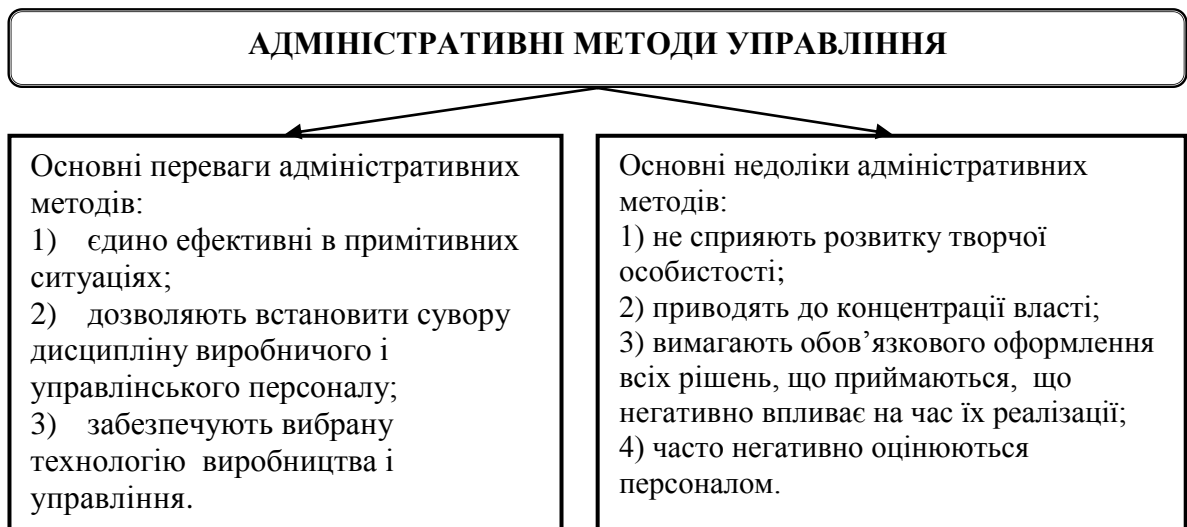 АДМІНІСТРАТИВНІ МЕТОДИ УПРАВЛІННЯ
Основні переваги адміністративних
методів:
1) єдино ефективні в примітивних
ситуаціях;
2) дозволяють встановити сувору
дисципліну виробничого і
управлінського персоналу;
3) забезпечують вибрану
технологію виробництва і
управління.
Основні недоліки адміністративних
методів:
1) не сприяють розвитку творчої
особистості;
2) приводять до концентрації власті;
3) вимагають обов’язкового оформлення
всіх рішень, що приймаються, що
негативно впливає на час їх реалізації;
4) часто негативно оцінюються
персоналом.